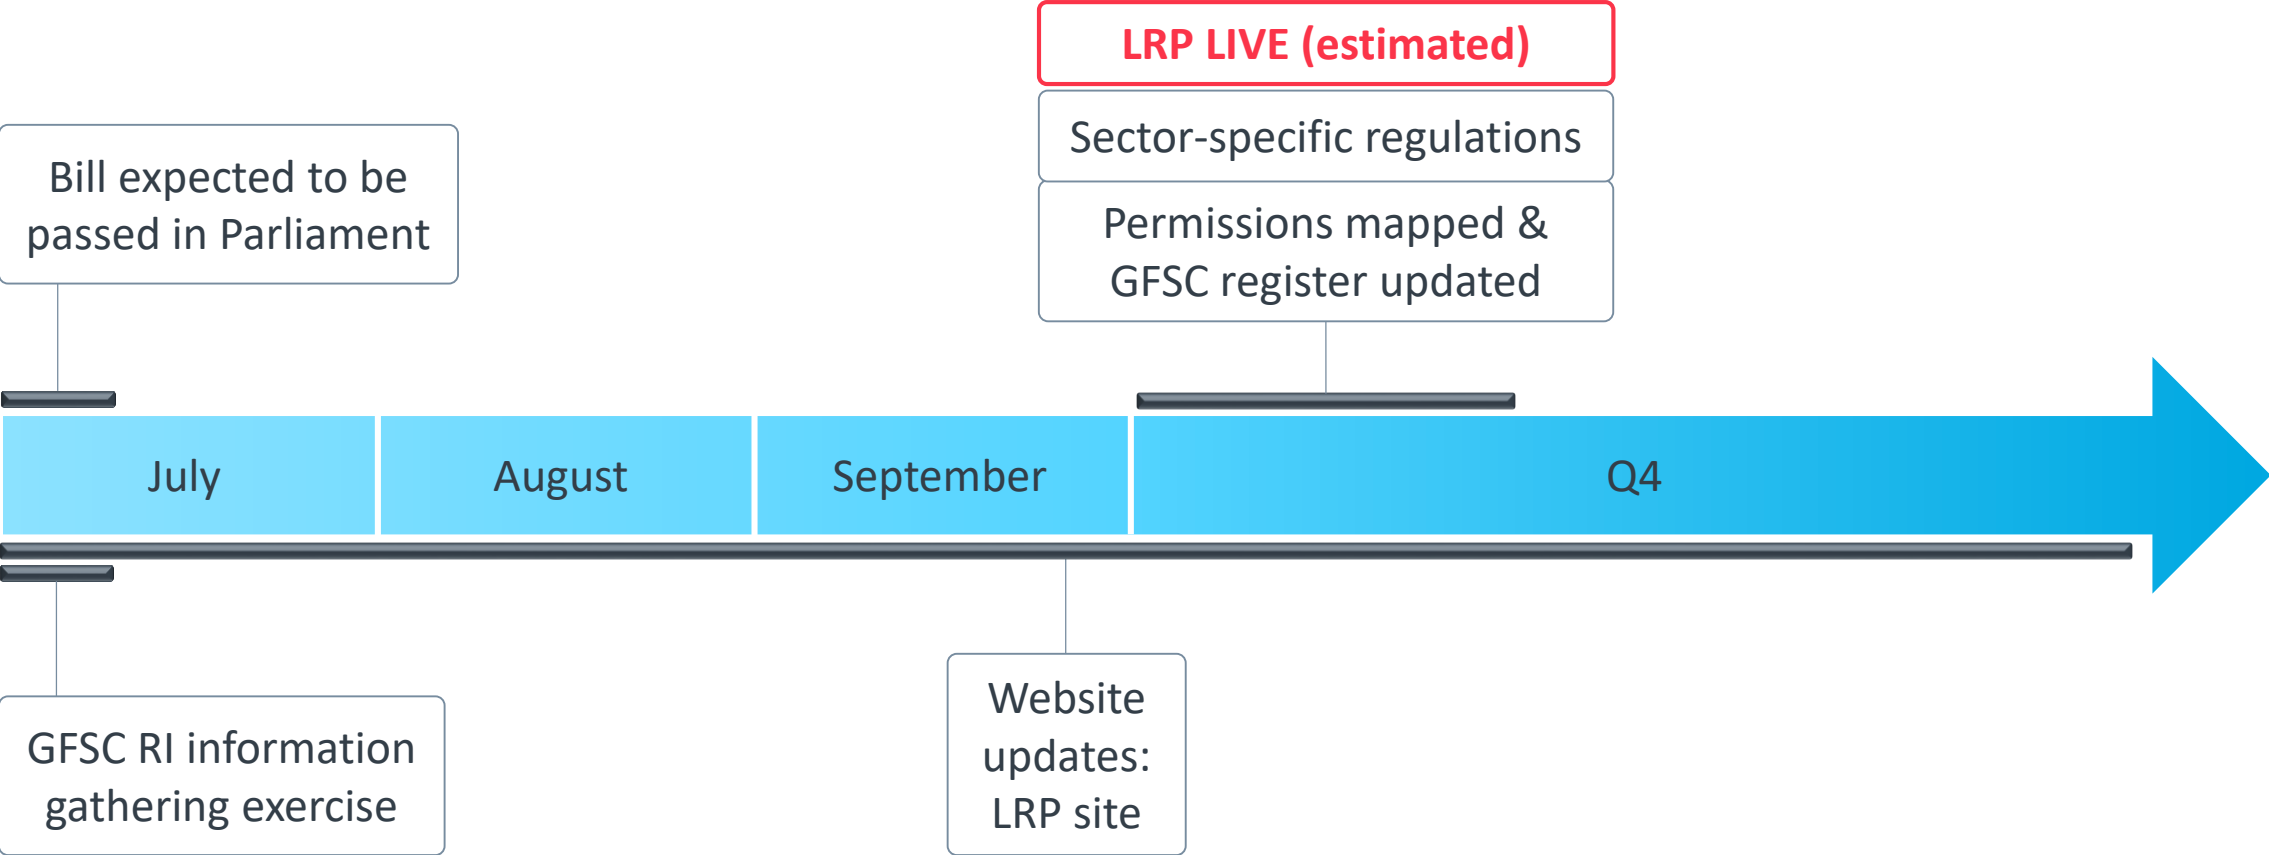 LRP LIVE (estimated)
Sector-specific regulations
Permissions mapped &
GFSC register updated
Bill expected to be
passed in Parliament
July
August
September
Q4
GFSC RI information
gathering exercise
Website
updates:
LRP site